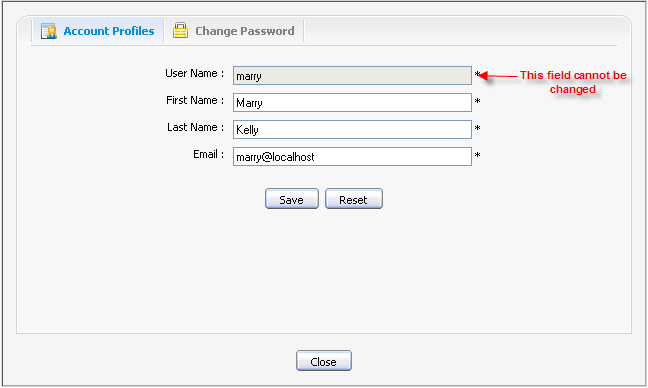 Account Profiles Change Password
User Name : marry * This field cannot be
changed
First Name : Marry *
Last Name : Kelly *
Email : marry@localhost *
Save Reset
Close